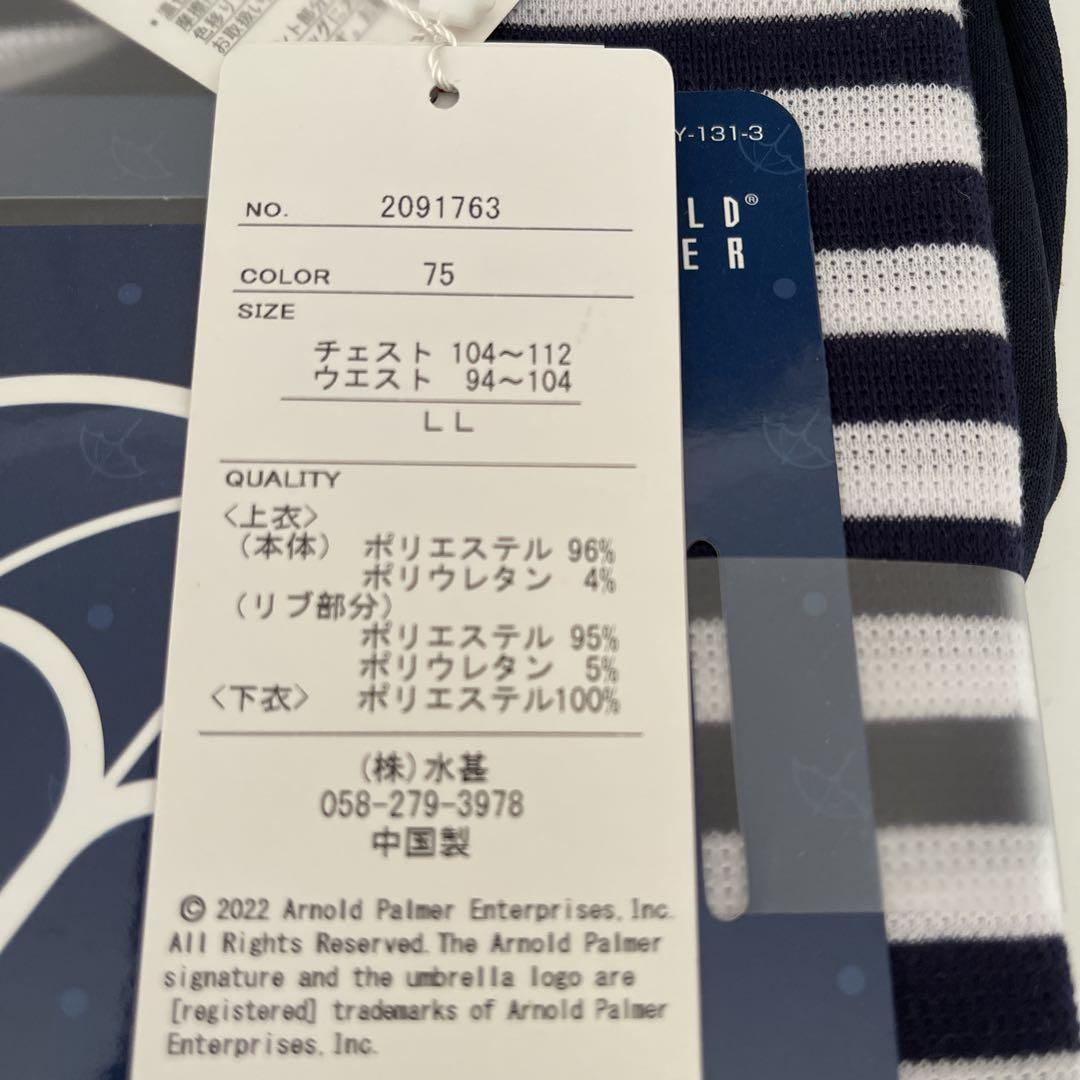 Y-131-3
LD®
ER
NO. 2091763
COLOR 75
SIZE
チェスト 104～112
ウエスト 94～104
LL
QUALITY
〈上衣〉
(本体) ポリエステル 96%
ポリウレタン 4%
(リブ部分)
ポリエステル 95%
ポリウレタン 5%
〈下衣〉 ポリエステル100%
(株)水甚
058-279-3978
中国製
© 2022 Arnold Palmer Enterprises, Inc.
All Rights Reserved. The Arnold Palmer
signature and the umbrella logo are
[registered] trademarks of Arnold Palmer
Enterprises, Inc.